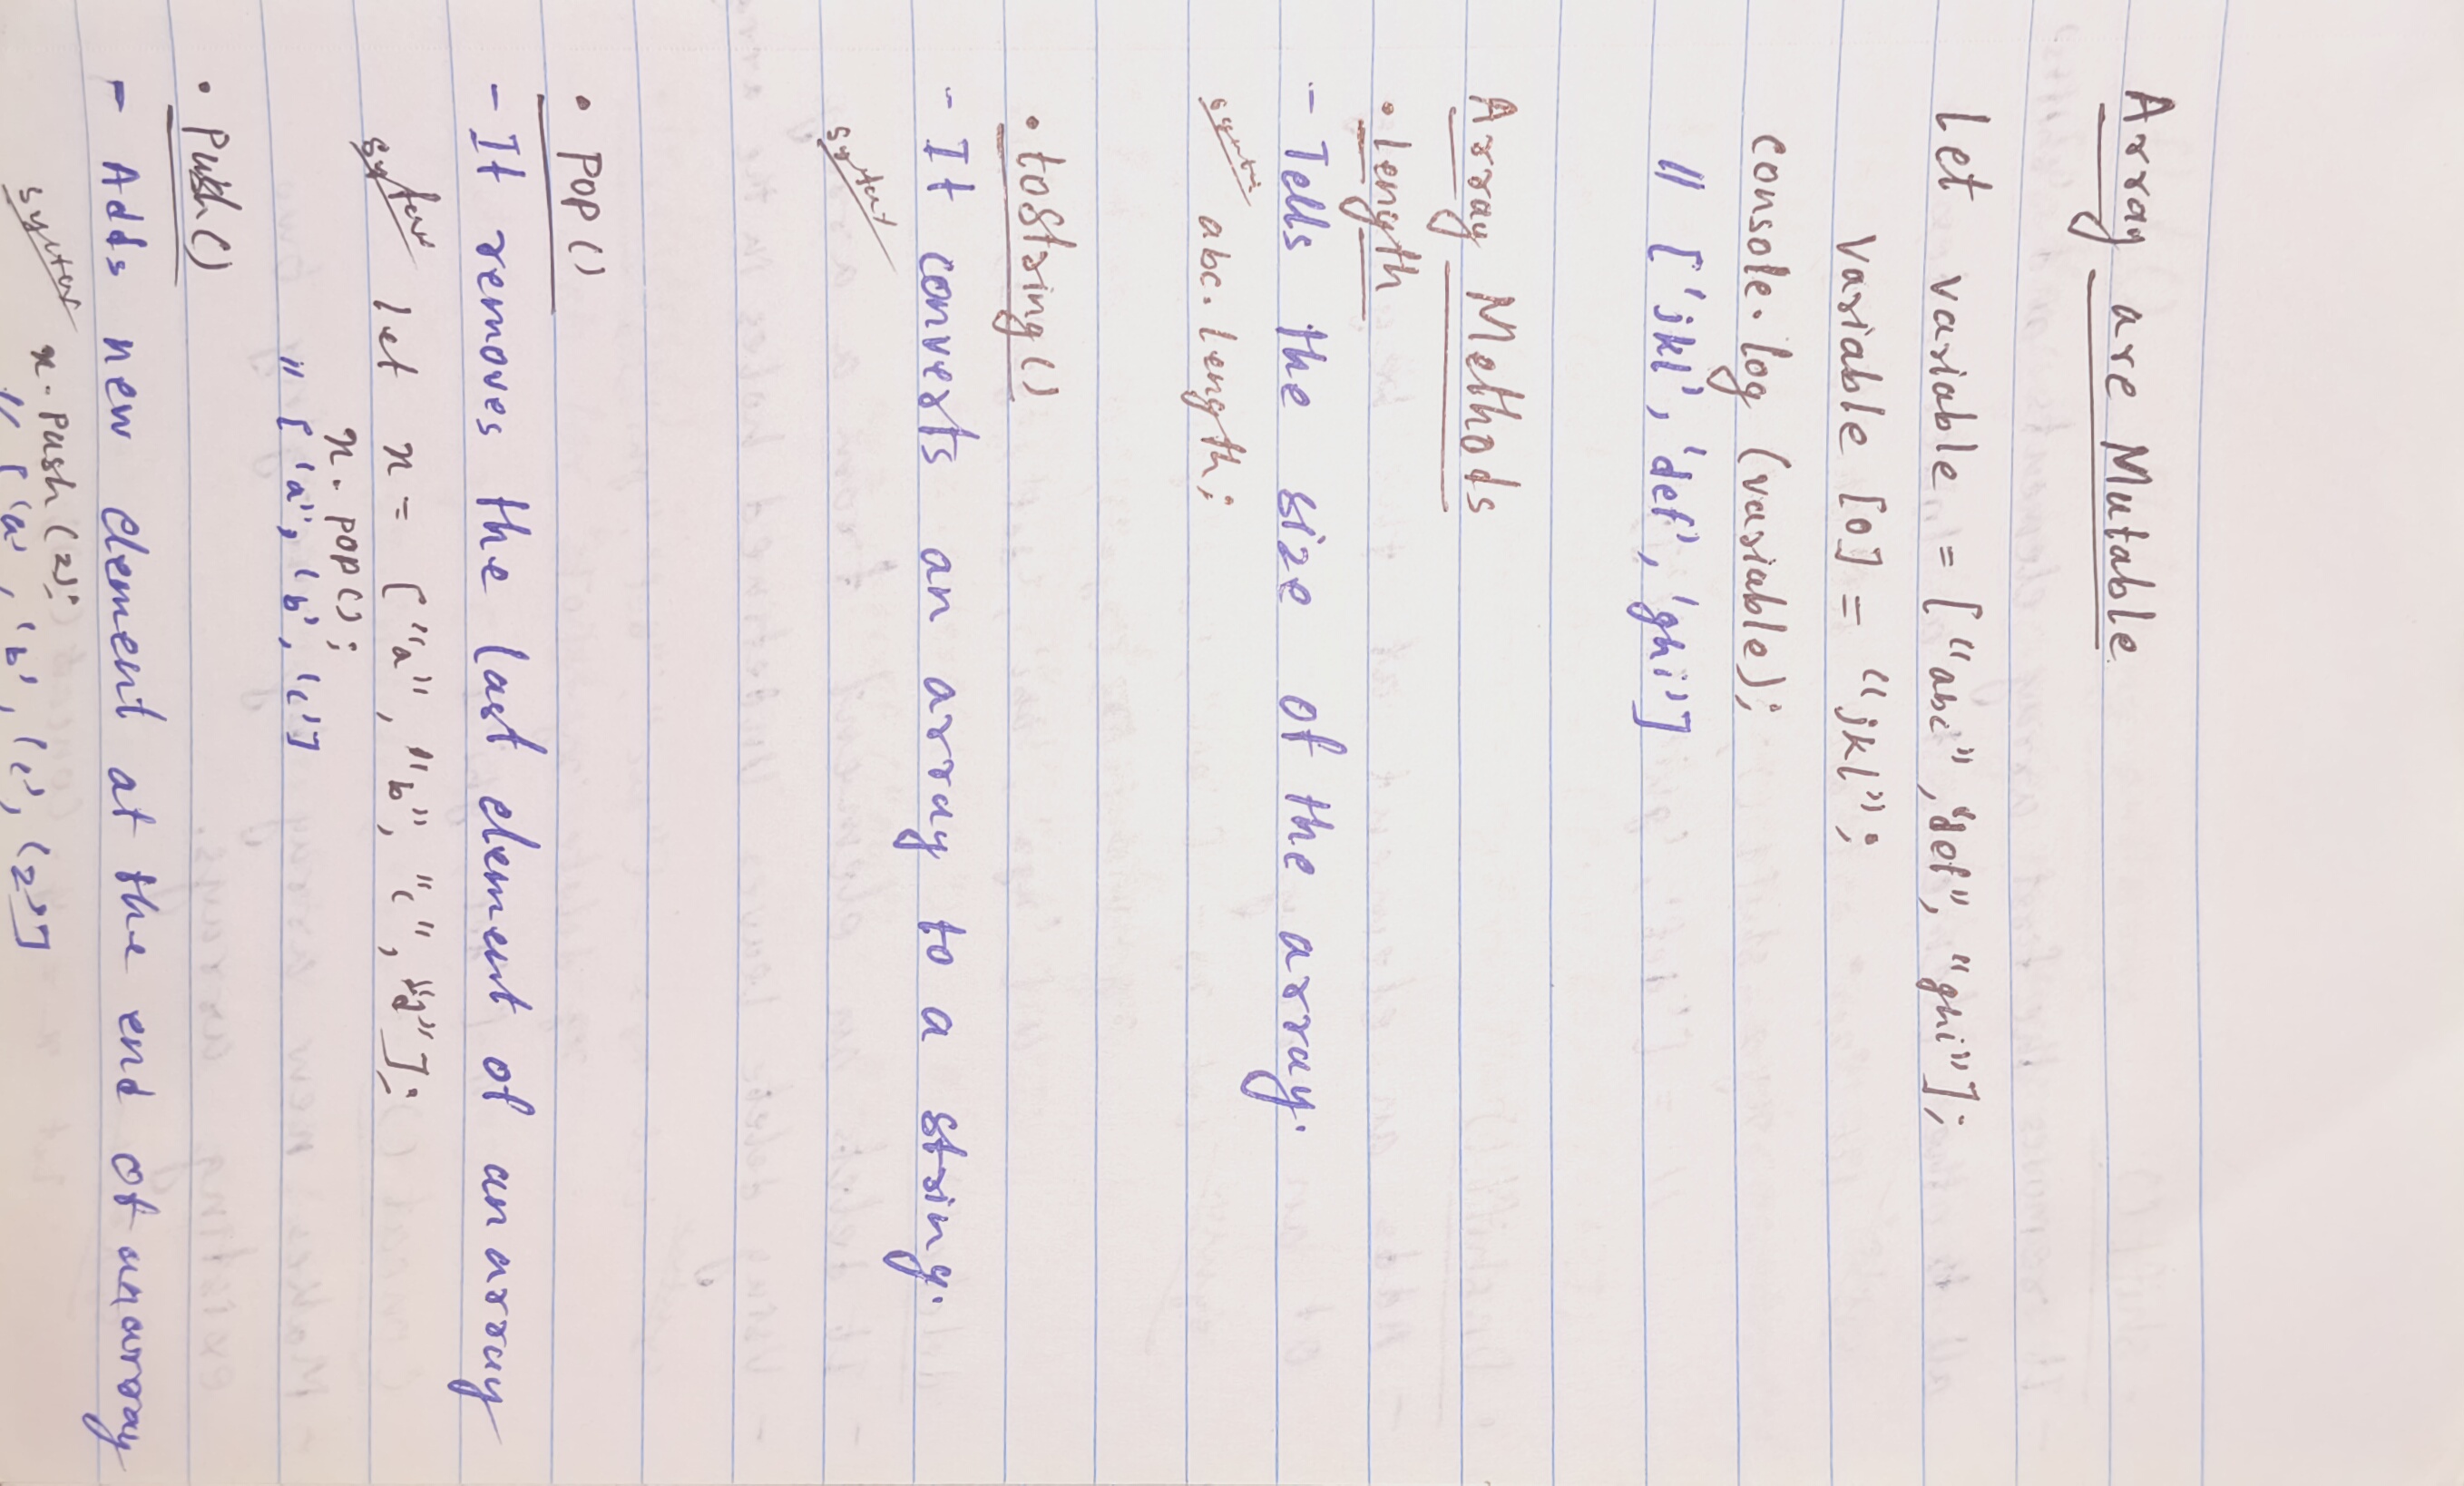 Array are Mutable
Let variable = ["abc", "def", "ghi"];
variable [0] = "jkl";
console.log (variable);
// ['jkl', 'def', 'ghi']
Array Methods
• length
- Tells the size of the array.
abc.length;
• toString()
- It converts an array to a string.
Syntax
• pop()
- It removes the last element of an array
Syntax let x = ["a", "b", "c", "d"];
x.pop();
// ['a", 'b', 'c']
• push()
- Adds new element at the end of an array
x.push(2);
// ['a', 'b', 'c', '2']